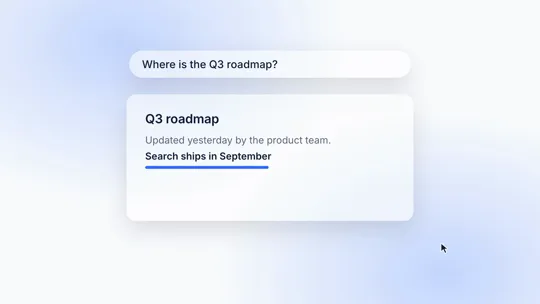 Where is the Q3 roadmap?
Q3 roadmap
Updated yesterday by the product team.
Search ships in September